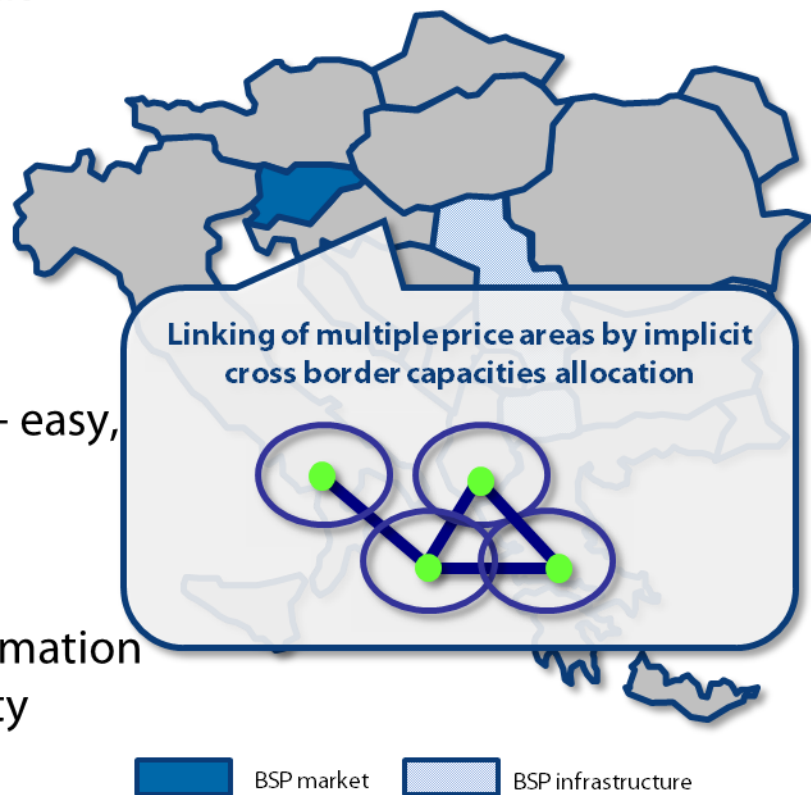 Linking of multiple price areas by implicit
cross border capacities allocation
- easy,
mation
ty
BSP market
BSP infrastructure